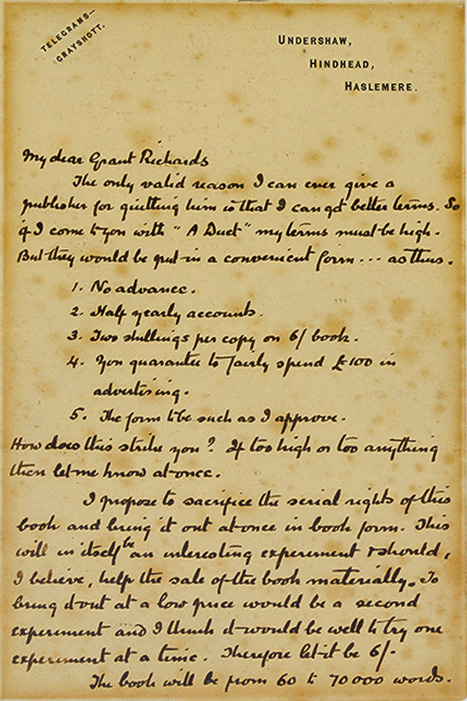 TELEGRAMS—
GRAYSHOTT.
UNDERSHAW,
HINDHEAD,
HASLEMERE.
My dear Grant Richards
The only valid reason I can ever give a
publisher for quitting him is that I can get better terms. So
if I come to you with "A Duet" my terms must be high.
But they would be put in a convenient form --- as thus.
1. No advance.
2. Half yearly accounts.
3. Two shillings per copy on 6/ book.
4. You guarantee to fairly spend £100 in
advertising.
5. The form to be such as I approve.
How does this strike you? If too high or too anything
then let me know at once.
I propose to sacrifice the serial rights of this
book and bring it out at once in book form. This
will in itself be an interesting experiment & should,
I believe, help the sale of the book materially. To
bring it out at a low price would be a second
experiment and I think it would be well to try one
experiment at a time. Therefore let it be 6/-
The book will be from 60 to 70000 words.